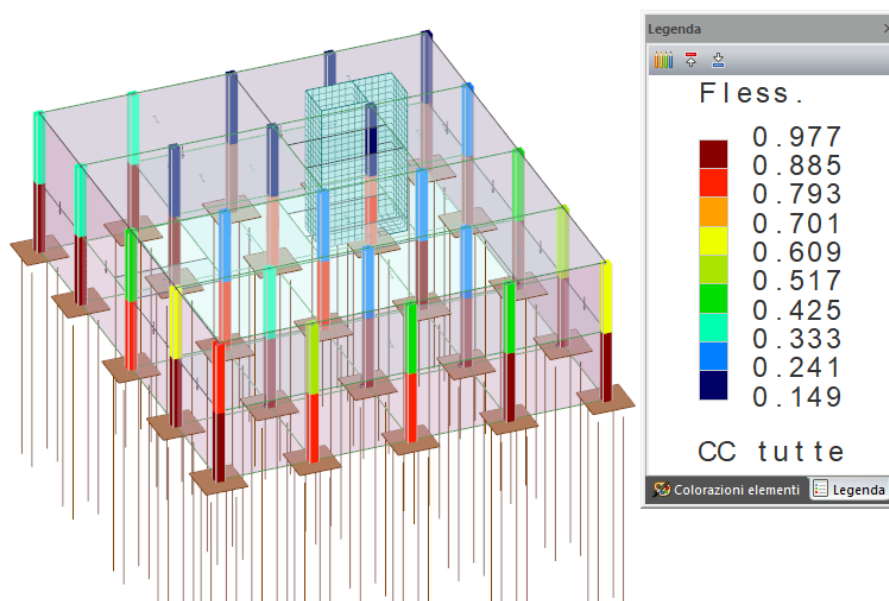 Legenda
Fless.
0.977
0.885
0.793
0.701
0.609
0.517
0.425
0.333
0.241
0.149
CC tutte
Colorazioni elementi
Legenda